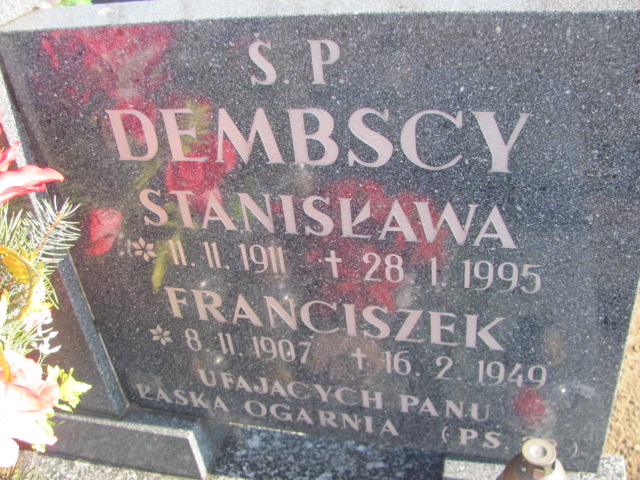 Ś. P.
DEMBSCY
STANISŁAWA
11. 11. 1911 + 28. 1. 1995
FRANCISZEK
8. 11. 1907 + 16. 2. 1949
UFAJĄCYCH PANU
ŁASKA OGARNIA (PS